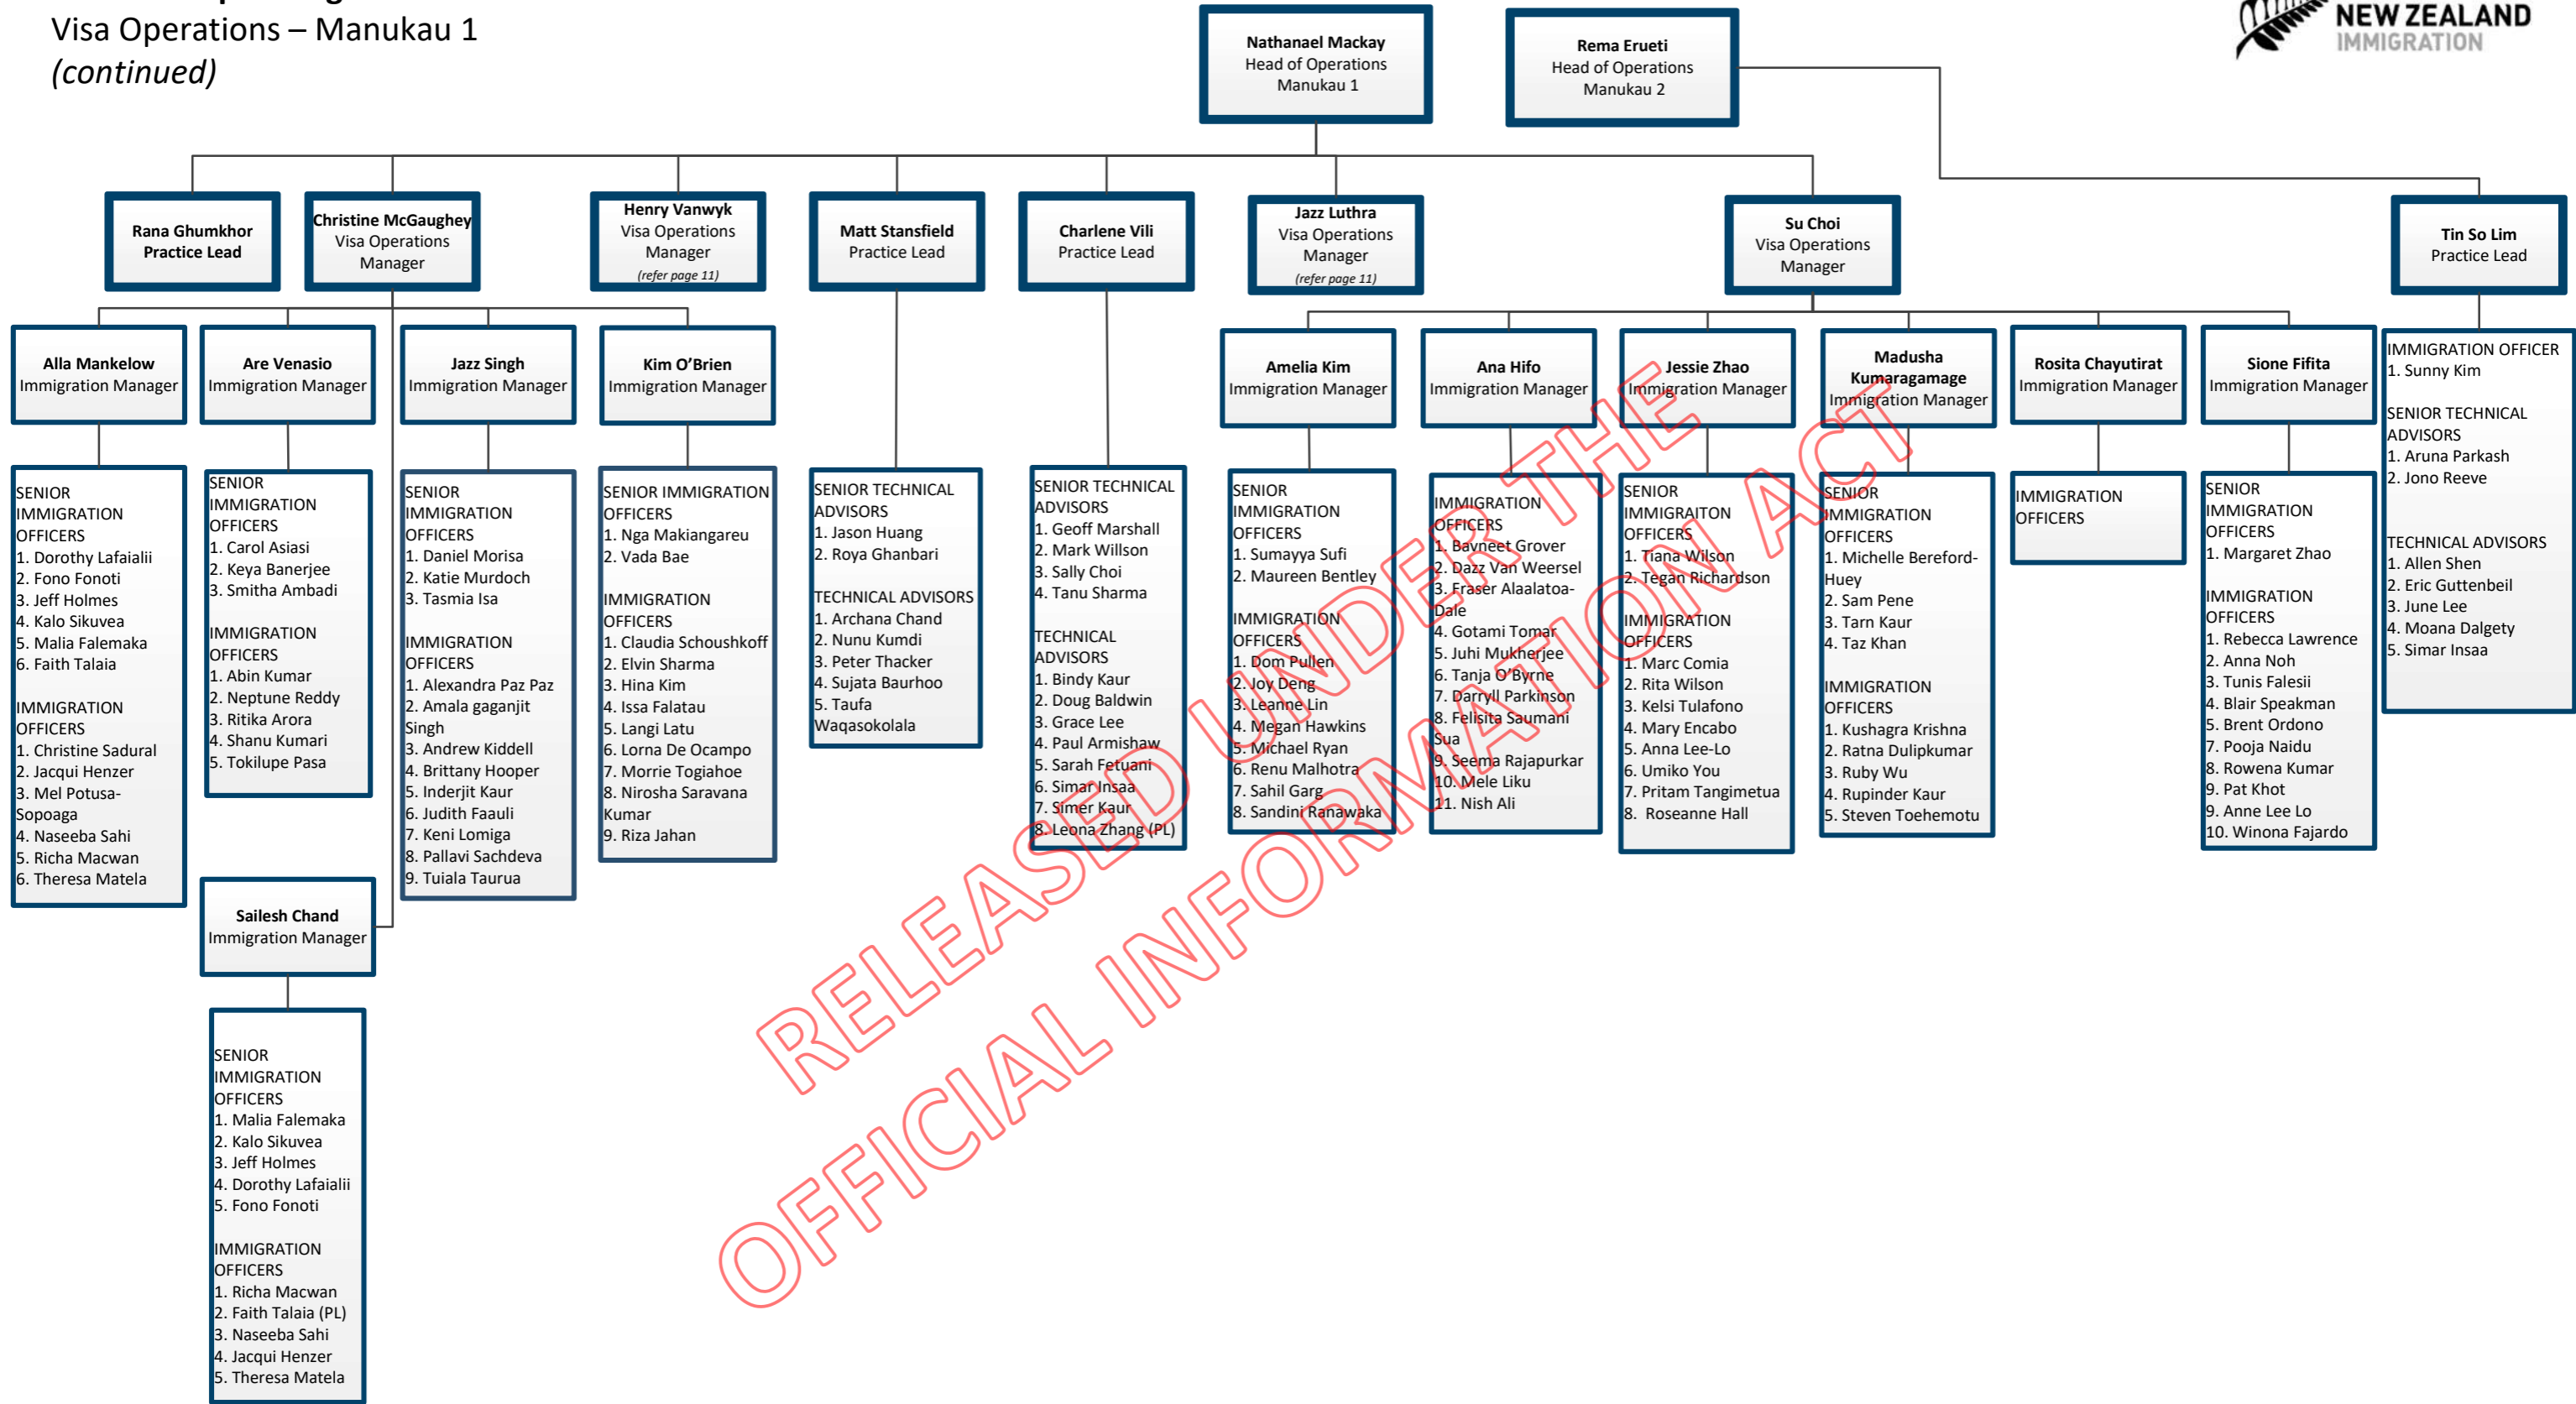 Visa Operations – Manukau 1
(continued)
NEW ZEALAND
IMMIGRATION
Nathanael Mackay
Head of Operations
Manukau 1
Rema Erueti
Head of Operations
Manukau 2
Rana Ghumkhor
Practice Lead
Christine McGaughey
Visa Operations
Manager
Henry Vanwyk
Visa Operations
Manager
(refer page 11)
Matt Stansfield
Practice Lead
Charlene Vili
Practice Lead
Jazz Luthra
Visa Operations
Manager
(refer page 11)
Su Choi
Visa Operations
Manager
Tin So Lim
Practice Lead
Alla Mankelow
Immigration Manager
Are Venasio
Immigration Manager
Jazz Singh
Immigration Manager
Kim O’Brien
Immigration Manager
Amelia Kim
Immigration Manager
Ana Hifo
Immigration Manager
Jessie Zhao
Immigration Manager
Madusha
Kumaragamage
Immigration Manager
Rosita Chayutirat
Immigration Manager
Sione Fifita
Immigration Manager
IMMIGRATION OFFICER
1. Sunny Kim
SENIOR TECHNICAL
ADVISORS
1. Aruna Parkash
2. Jono Reeve
TECHNICAL ADVISORS
1. Allen Shen
2. Eric Guttenbeil
3. June Lee
4. Moana Dalgety
5. Simar Insaa
SENIOR
IMMIGRATION
OFFICERS
1. Dorothy Lafaialii
2. Fono Fonoti
3. Jeff Holmes
4. Kalo Sikuvea
5. Malia Falemaka
6. Faith Talaia
IMMIGRATION
OFFICERS
1. Christine Sadural
2. Jacqui Henzer
3. Mel Potusa-
Sopoaga
4. Naseeba Sahi
5. Richa Macwan
6. Theresa Matela
SENIOR
IMMIGRATION
OFFICERS
1. Carol Asiasi
2. Keya Banerjee
3. Smitha Ambadi
IMMIGRATION
OFFICERS
1. Abin Kumar
2. Neptune Reddy
3. Ritika Arora
4. Shanu Kumari
5. Tokilupe Pasa
SENIOR
IMMIGRATION
OFFICERS
1. Daniel Morisa
2. Katie Murdoch
3. Tasmia Isa
IMMIGRATION
OFFICERS
1. Alexandra Paz Paz
2. Amala gaganjit
Singh
3. Andrew Kiddell
4. Brittany Hooper
5. Inderjit Kaur
6. Judith Faauli
7. Keni Lomiga
8. Pallavi Sachdeva
9. Tuiala Taurua
SENIOR IMMIGRATION
OFFICERS
1. Nga Makiangareu
2. Vada Bae
IMMIGRATION
OFFICERS
1. Claudia Schoushkoff
2. Elvin Sharma
3. Hina Kim
4. Issa Falatau
5. Langi Latu
6. Lorna De Ocampo
7. Morrie Togiahoe
8. Nirosha Saravana
Kumar
9. Riza Jahan
SENIOR TECHNICAL
ADVISORS
1. Jason Huang
2. Roya Ghanbari
TECHNICAL ADVISORS
1. Archana Chand
2. Nunu Kumdi
3. Peter Thacker
4. Sujata Baurhoo
5. Taufa
Waqasokolala
SENIOR TECHNICAL
ADVISORS
1. Geoff Marshall
2. Mark Willson
3. Sally Choi
4. Tanu Sharma
TECHNICAL
ADVISORS
1. Bindy Kaur
2. Doug Baldwin
3. Grace Lee
4. Paul Armishaw
5. Sarah Fetuani
6. Simar Insaa
7. Simer Kaur
8. Leona Zhang (PL)
SENIOR
IMMIGRATION
OFFICERS
1. Sumayya Sufi
2. Maureen Bentley
IMMIGRATION
OFFICERS
1. Dom Pullen
2. Joy Deng
3. Leanne Lin
4. Megan Hawkins
5. Michael Ryan
6. Renu Malhotra
7. Sahil Garg
8. Sandini Ranawaka
IMMIGRATION
OFFICERS
1. Bavneet Grover
2. Dazz Van Weersel
3. Fraser Alaalatoa-
Dale
4. Gotami Tomar
5. Juhi Mukherjee
6. Tanja O’Byrne
7. Darryll Parkinson
8. Felisita Saumani
Sua
9. Seema Rajapurkar
10. Mele Liku
11. Nish Ali
SENIOR
IMMIGRAITON
OFFICERS
1. Tiana Wilson
2. Tegan Richardson
IMMIGRATION
OFFICERS
1. Marc Comia
2. Rita Wilson
3. Kelsi Tulafono
4. Mary Encabo
5. Anna Lee-Lo
6. Umiko You
7. Pritam Tangimetua
8. Roseanne Hall
SENIOR
IMMIGRATION
OFFICERS
1. Michelle Bereford-
Huey
2. Sam Pene
3. Tarn Kaur
4. Taz Khan
IMMIGRATION
OFFICERS
1. Kushagra Krishna
2. Ratna Dulipkumar
3. Ruby Wu
4. Rupinder Kaur
5. Steven Toehemotu
IMMIGRATION
OFFICERS
SENIOR
IMMIGRATION
OFFICERS
1. Margaret Zhao
IMMIGRATION
OFFICERS
1. Rebecca Lawrence
2. Anna Noh
3. Tunis Falesii
4. Blair Speakman
5. Brent Ordono
7. Pooja Naidu
8. Rowena Kumar
9. Pat Khot
9. Anne Lee Lo
10. Winona Fajardo
Sailesh Chand
Immigration Manager
SENIOR
IMMIGRATION
OFFICERS
1. Malia Falemaka
2. Kalo Sikuvea
3. Jeff Holmes
4. Dorothy Lafaialii
5. Fono Fonoti
IMMIGRATION
OFFICERS
1. Richa Macwan
2. Faith Talaia (PL)
3. Naseeba Sahi
4. Jacqui Henzer
5. Theresa Matela
RELEASED UNDER THE
OFFICIAL INFORMATION ACT